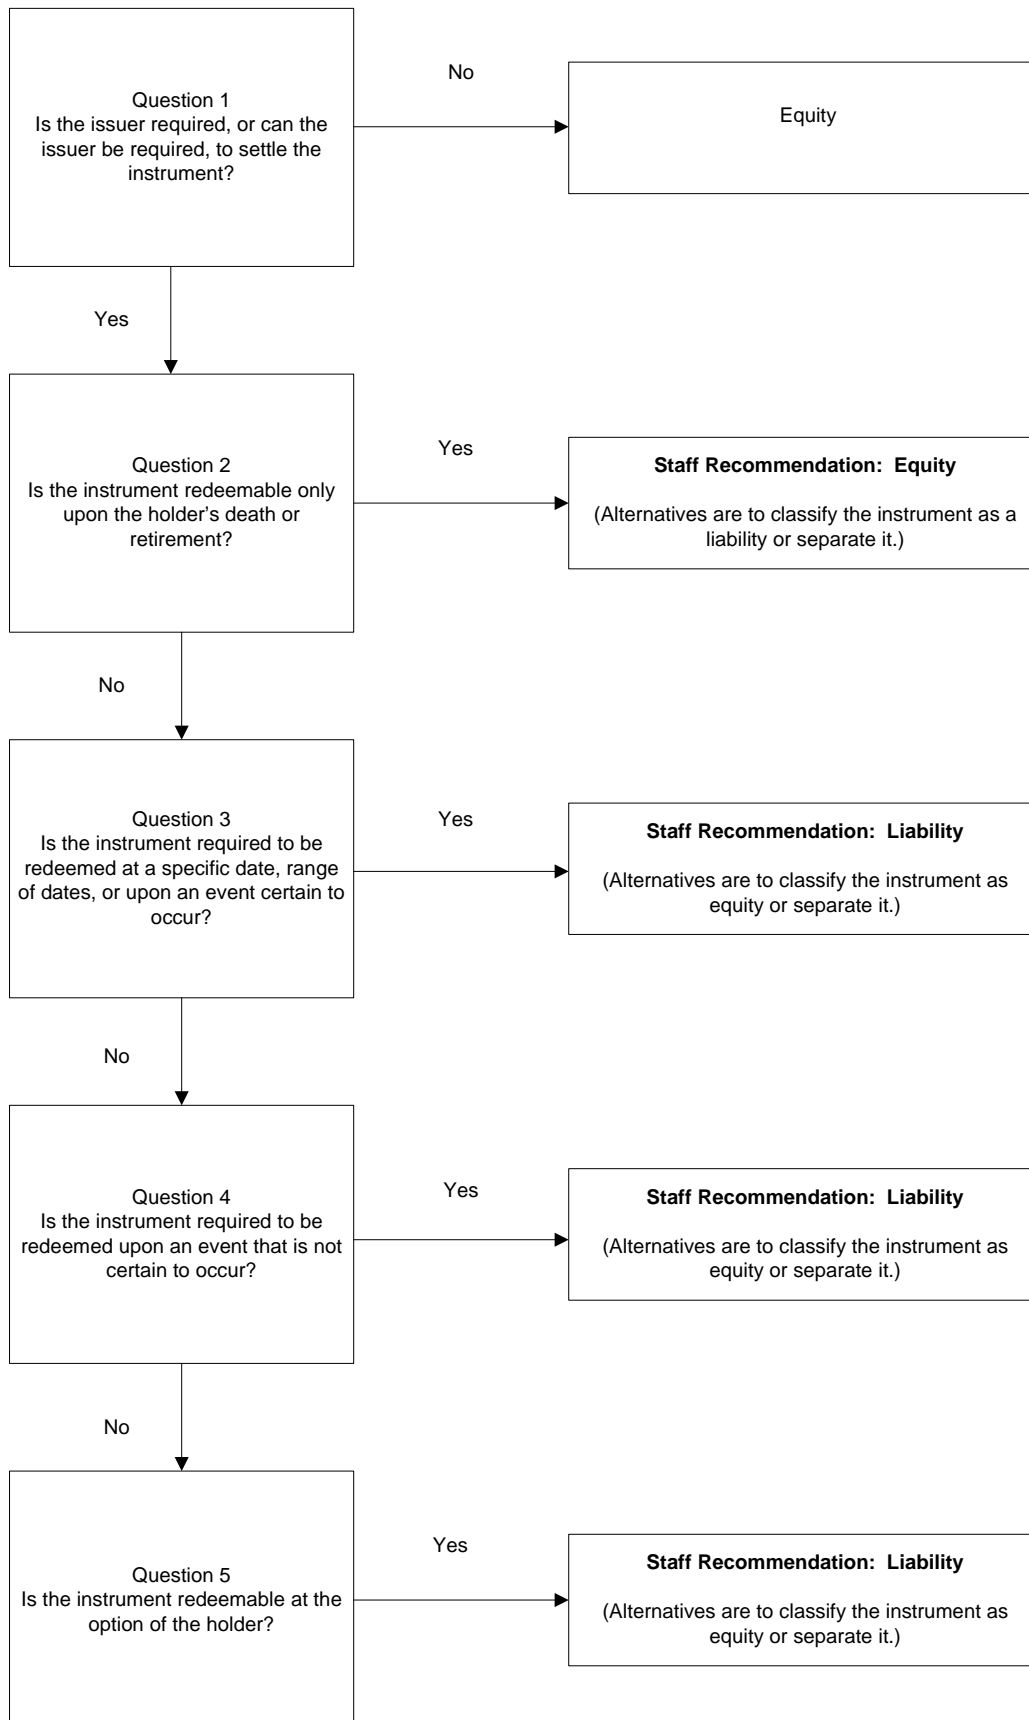 Question 1
Is the issuer required, or can the
issuer be required, to settle the
instrument?
No
Equity
Yes
Question 2
Is the instrument redeemable only
upon the holder’s death or
retirement?
Yes
Staff Recommendation:  Equity
(Alternatives are to classify the instrument as a
liability or separate it.)
No
Question 3
Is the instrument required to be
redeemed at a specific date, range
of dates, or upon an event certain to
occur?
Yes
Staff Recommendation:  Liability
(Alternatives are to classify the instrument as
equity or separate it.)
No
Question 4
Is the instrument required to be
redeemed upon an event that is not
certain to occur?
Yes
Staff Recommendation:  Liability
(Alternatives are to classify the instrument as
equity or separate it.)
No
Question 5
Is the instrument redeemable at the
option of the holder?
Yes
Staff Recommendation:  Liability
(Alternatives are to classify the instrument as
equity or separate it.)